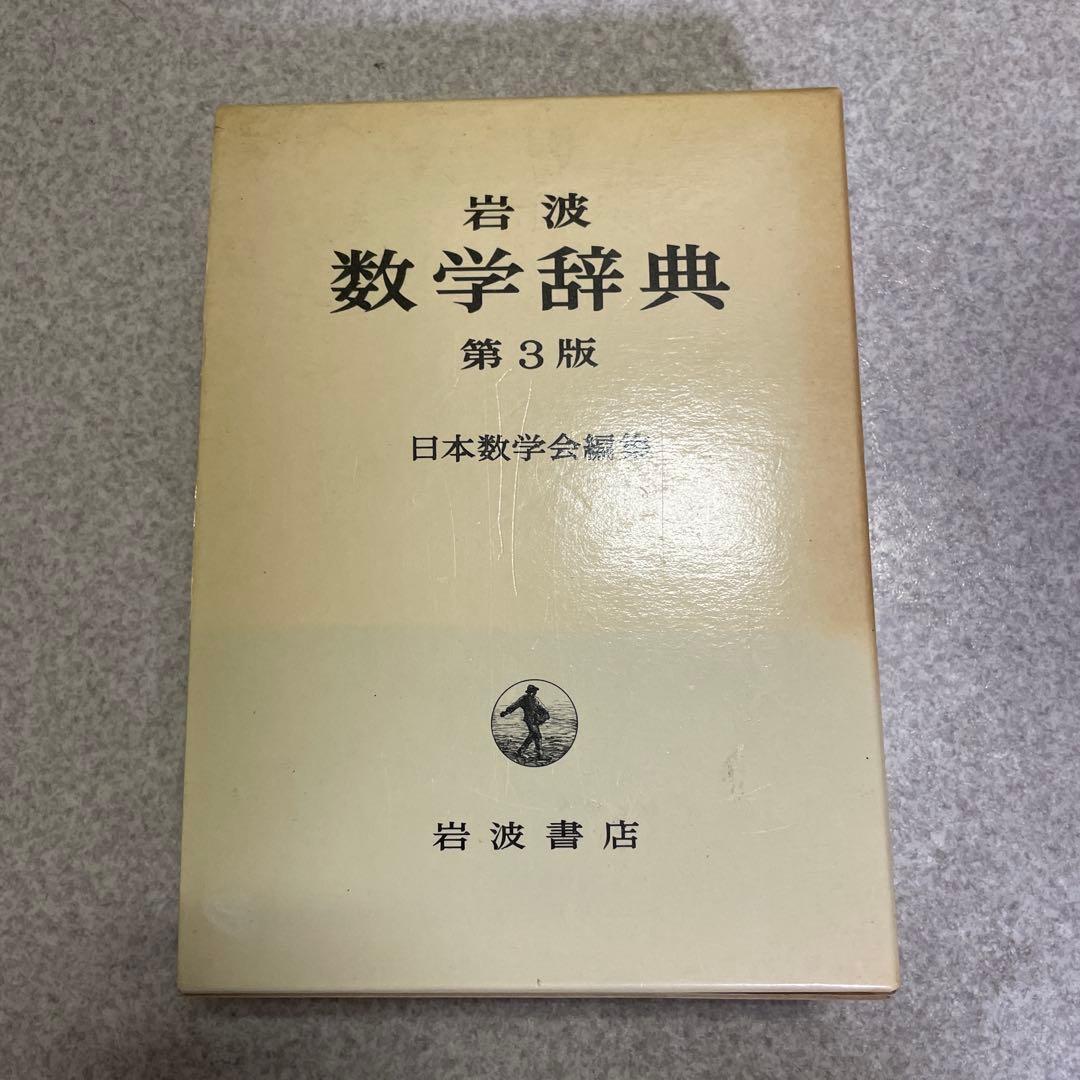 岩波
数学辞典
第3版
日本数学会編集
岩波書店